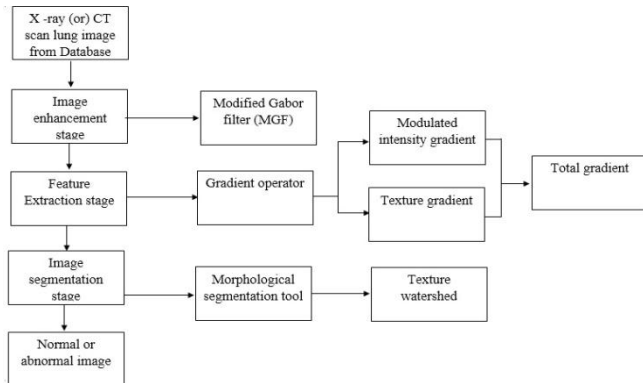 X -ray (or) CT
scan lung image
from Database
Image
enhancement
stage
Modified Gabor
filter (MGF)
Modulated
intensity gradient
Total gradient
Feature
Extraction stage
Gradient operator
Texture gradient
Image
segmentation
stage
Morphological
segmentation tool
Texture
watershed
Normal or
abnormal image